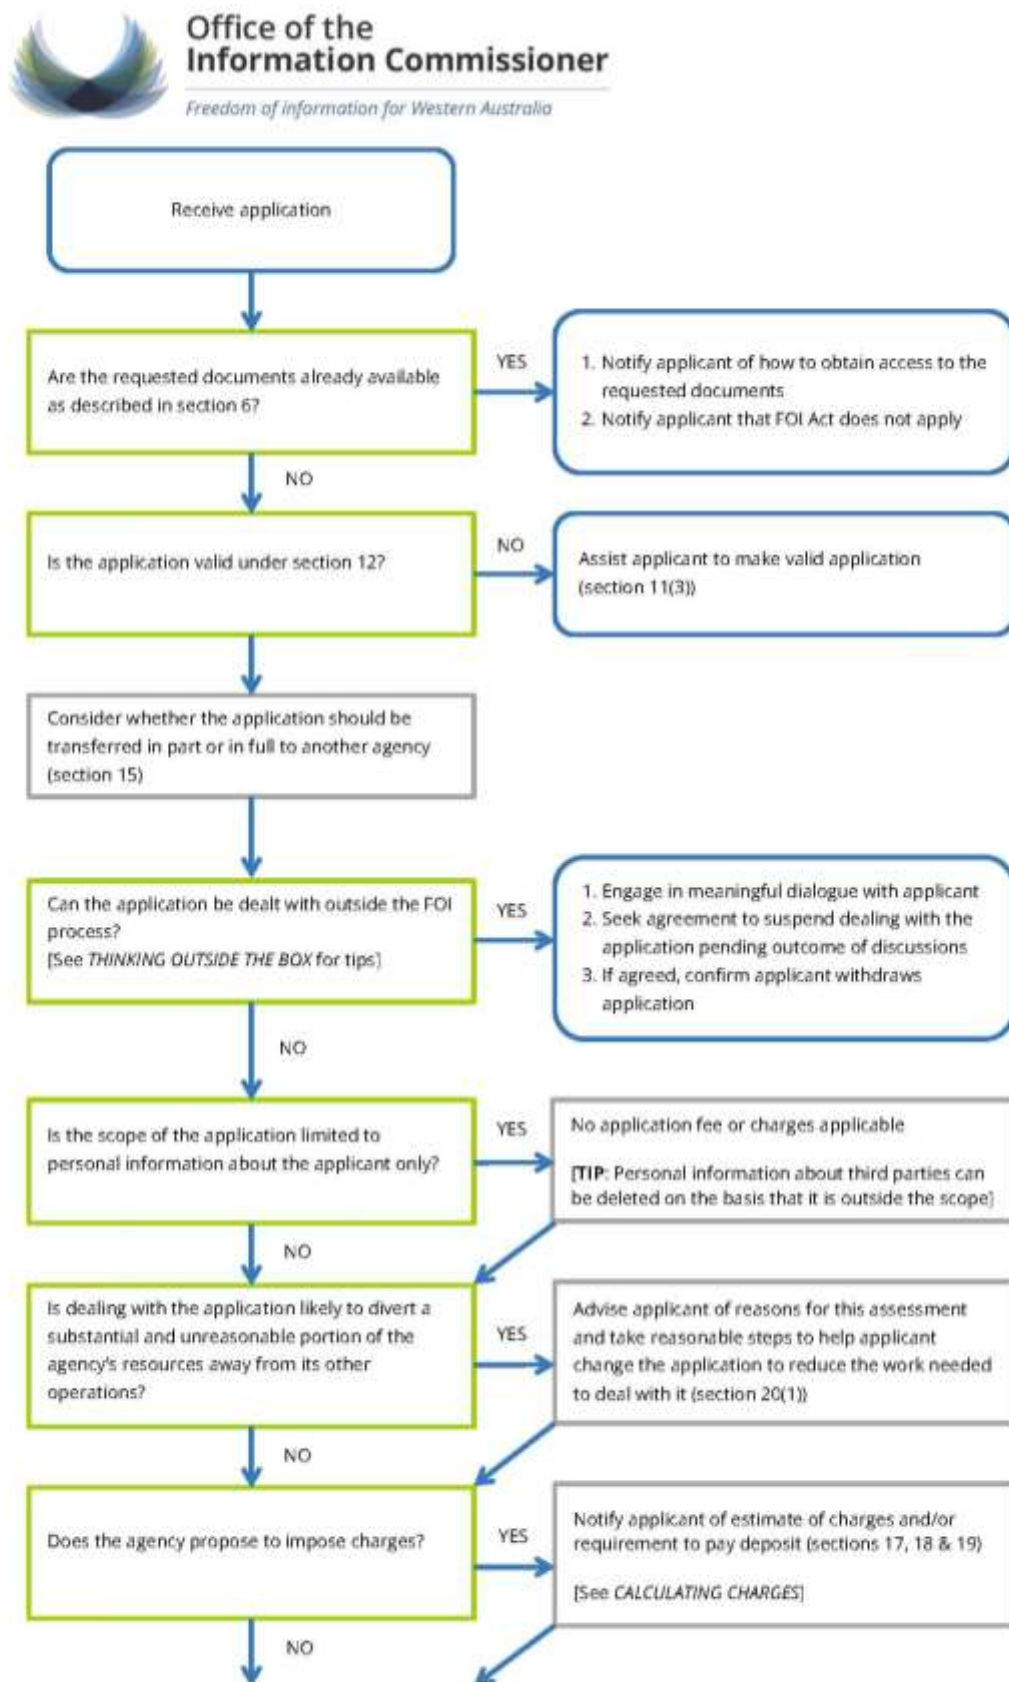 Office of the
Information Commissioner
Freedom of information for Western Australia
Receive application
Are the requested documents already available
as described in section 6?
YES
1. Notify applicant of how to obtain access to the
requested documents
2. Notify applicant that FOI Act does not apply
NO
Is the application valid under section 12?
NO
Assist applicant to make valid application
(section 11(3))
Consider whether the application should be
transferred in part or in full to another agency
(section 15)
Can the application be dealt with outside the FOI
process?
[See THINKING OUTSIDE THE BOX for tips]
YES
1. Engage in meaningful dialogue with applicant
2. Seek agreement to suspend dealing with the
application pending outcome of discussions
3. If agreed, confirm applicant withdraws
application
NO
Is the scope of the application limited to
personal information about the applicant only?
YES
No application fee or charges applicable
[TIP: Personal information about third parties can
be deleted on the basis that it is outside the scope]
NO
Is dealing with the application likely to divert a
substantial and unreasonable portion of the
agency's resources away from its other
operations?
YES
Advise applicant of reasons for this assessment
and take reasonable steps to help applicant
change the application to reduce the work needed
to deal with it (section 20(1))
NO
Does the agency propose to impose charges?
YES
Notify applicant of estimate of charges and/or
requirement to pay deposit (sections 17, 18 & 19)
[See CALCULATING CHARGES]
NO